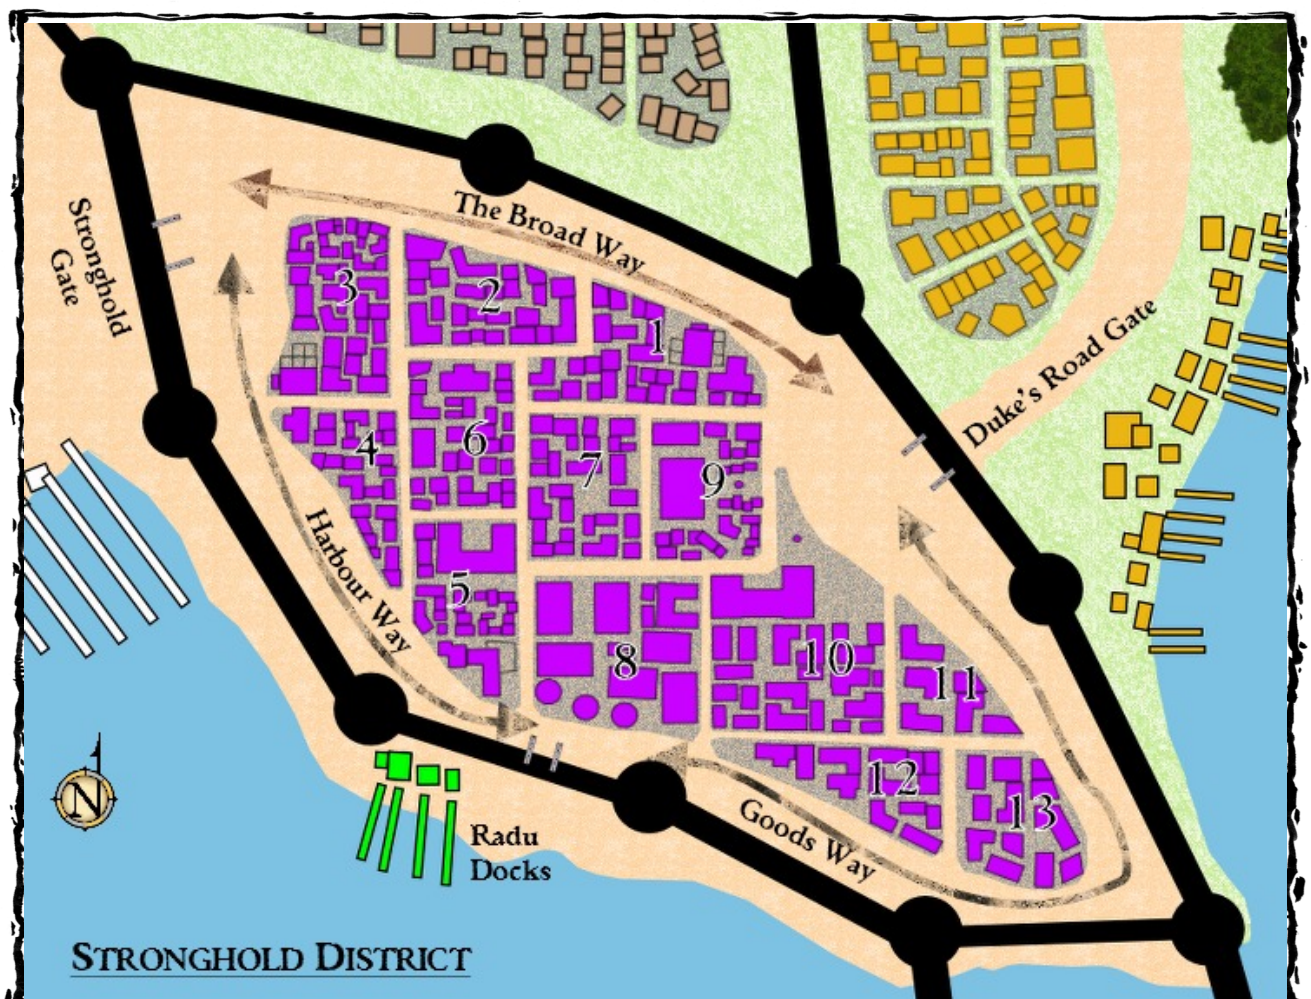 Stronghold
Gate
The Broad Way
Duke's Road Gate
3
2
1
4
6
7
9
Harbour Way
5
8
10
11
12
13
Goods Way
N
Radu
Docks
STRONGHOLD DISTRICT